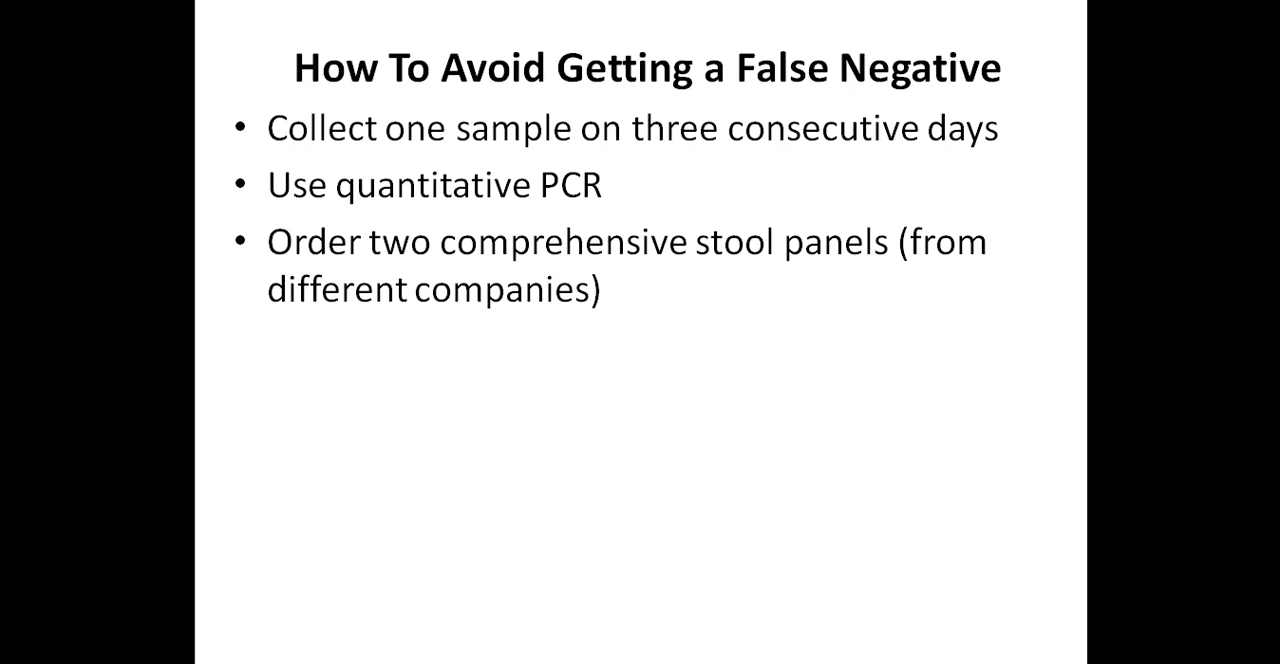 How To Avoid Getting a False Negative
• Collect one sample on three consecutive days
• Use quantitative PCR
• Order two comprehensive stool panels (from
different companies)